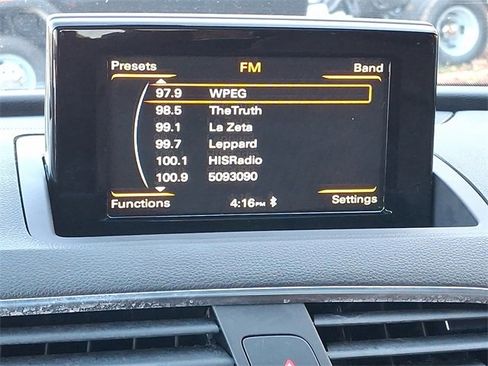 Presets FM Band
97.9 WPEG
98.5 TheTruth
99.1 La Zeta
99.7 Leppard
100.1 HISRadio
100.9 5093090
Functions 4:16PM Settings